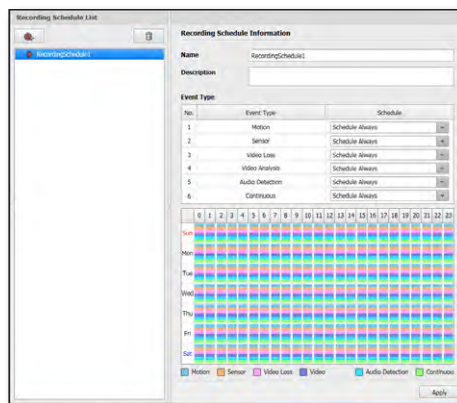 Recording Schedule List
RecordingSchedule1
Recording Schedule Information
Name
RecordingSchedule1
Description
Event Type
No. Event Type Schedule
1 Motion Schedule Always
2 Sensor Schedule Always
3 Video Loss Schedule Always
4 Video Analysis Schedule Always
5 Audio Detection Schedule Always
6 Continuous Schedule Always
0 1 2 3 4 5 6 7 8 9 10 11 12 13 14 15 16 17 18 19 20 21 22 23
Sun
Mon
Tue
Wed
Thu
Fri
Sat
Motion Sensor Video Loss Video Audio Detection Continuou
Apply